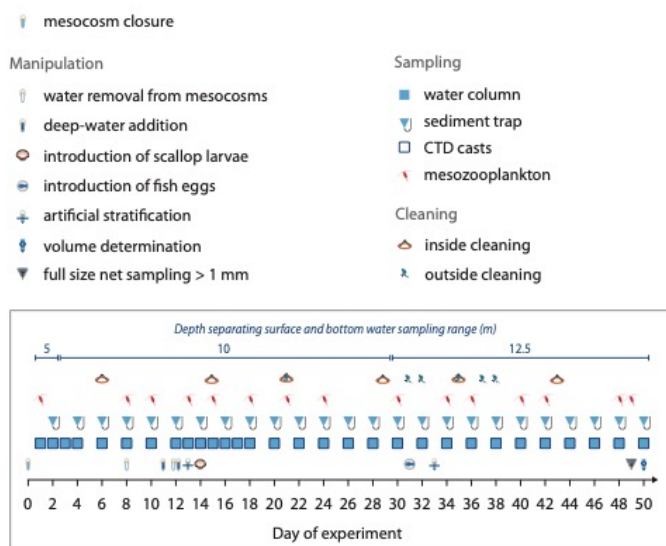 mesocosm closure
Manipulation
water removal from mesocosms
deep-water addition
introduction of scallop larvae
introduction of fish eggs
artificial stratification
volume determination
full size net sampling > 1 mm
Sampling
water column
sediment trap
CTD casts
mesozooplankton
Cleaning
inside cleaning
outside cleaning
Depth separating surface and bottom water sampling range (m)
5 10 12.5
0 2 4 6 8 10 12 14 16 18 20 22 24 26 28 30 32 34 36 38 40 42 44 46 48 50
Day of experiment